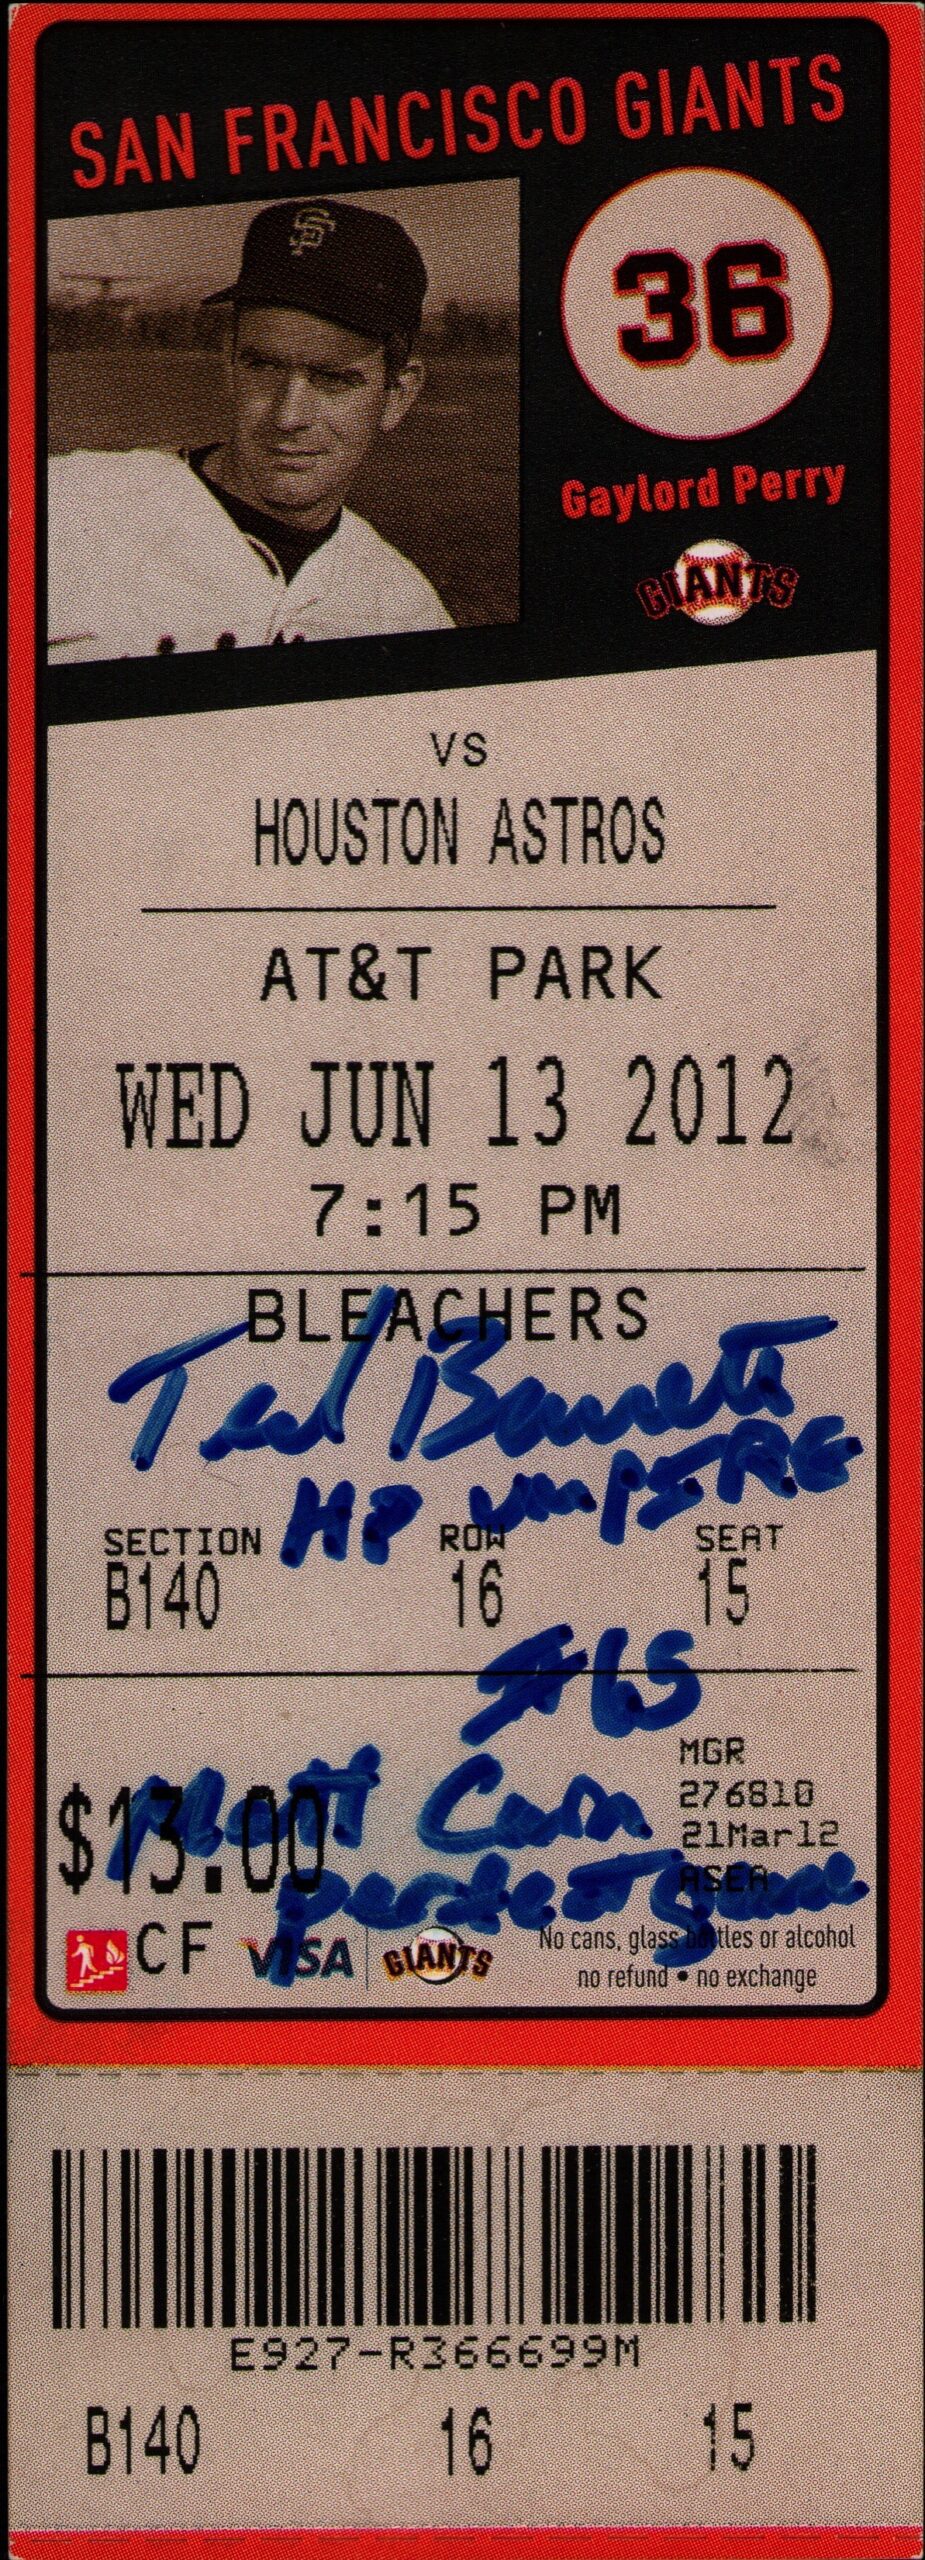 SAN FRANCISCO GIANTS
SF
36
Gaylord Perry
GIANTS
VS
HOUSTON ASTROS
AT&T PARK
WED JUN 13 2012
7:15 PM
BLEACHERS
Ted Barrett
HP UMPIRE
SECTION ROW SEAT
B140 16 15
#65
MGR
276810
21Mar12
ASEA
$13.00
Matt Cain
perfect game
CF VISA GIANTS
No cans, glass bottles or alcohol
no refund • no exchange
E927-R366699M
B140 16 15